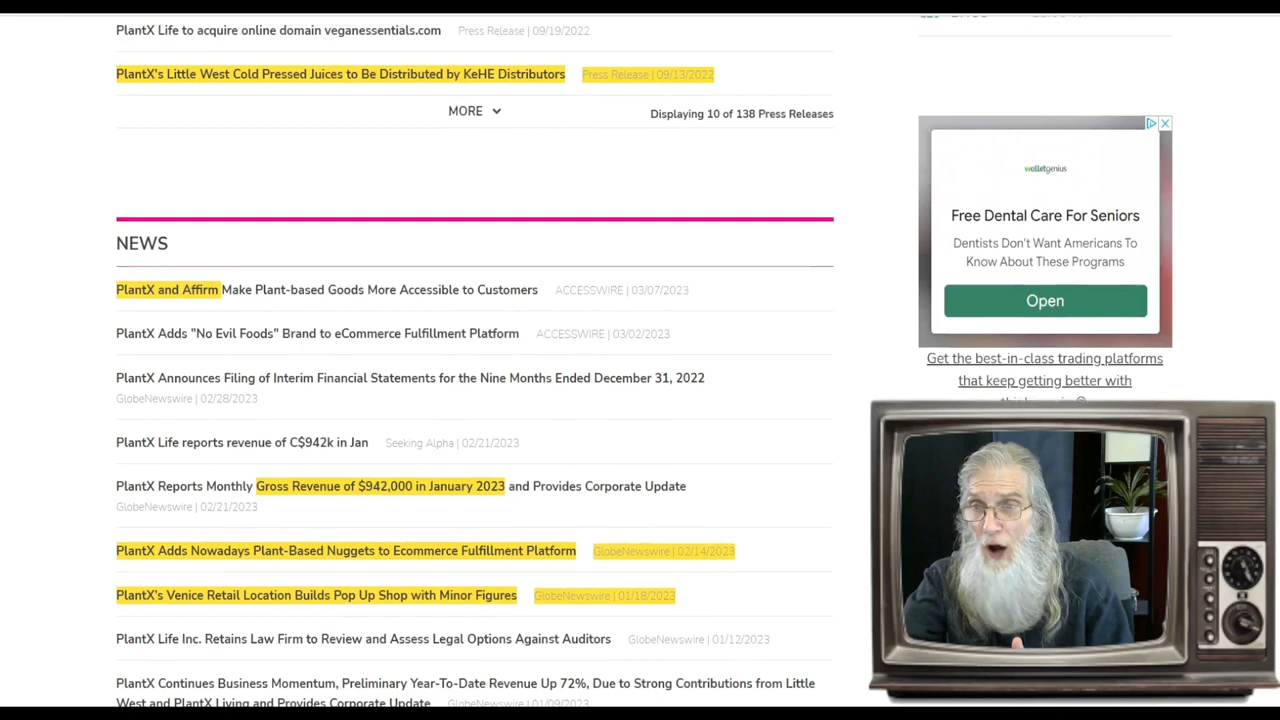 PlantX Life to acquire online domain veganessentials.com Press Release | 09/19/2022
PlantX's Little West Cold Pressed Juices to Be Distributed by KeHE Distributors Press Release | 09/13/2022
MORE
Displaying 10 of 138 Press Releases
NEWS
PlantX and Affirm Make Plant-based Goods More Accessible to Customers ACCESSWIRE | 03/07/2023
PlantX Adds "No Evil Foods" Brand to eCommerce Fulfillment Platform ACCESSWIRE | 03/02/2023
PlantX Announces Filing of Interim Financial Statements for the Nine Months Ended December 31, 2022
GlobeNewswire | 02/28/2023
PlantX Life reports revenue of C$942k in Jan Seeking Alpha | 02/21/2023
PlantX Reports Monthly Gross Revenue of $942,000 in January 2023 and Provides Corporate Update
GlobeNewswire | 02/21/2023
PlantX Adds Nowadays Plant-Based Nuggets to Ecommerce Fulfillment Platform GlobeNewswire | 02/14/2023
PlantX's Venice Retail Location Builds Pop Up Shop with Minor Figures GlobeNewswire | 01/18/2023
PlantX Life Inc. Retains Law Firm to Review and Assess Legal Options Against Auditors GlobeNewswire | 01/12/2023
PlantX Continues Business Momentum, Preliminary Year-To-Date Revenue Up 72%, Due to Strong Contributions from Little
West and PlantX Living and Provides Corporate Update GlobeNewswire | 01/09/2023
walletgenius
Free Dental Care For Seniors
Dentists Don't Want Americans To
Know About These Programs
Open
Get the best-in-class trading platforms
that keep getting better with